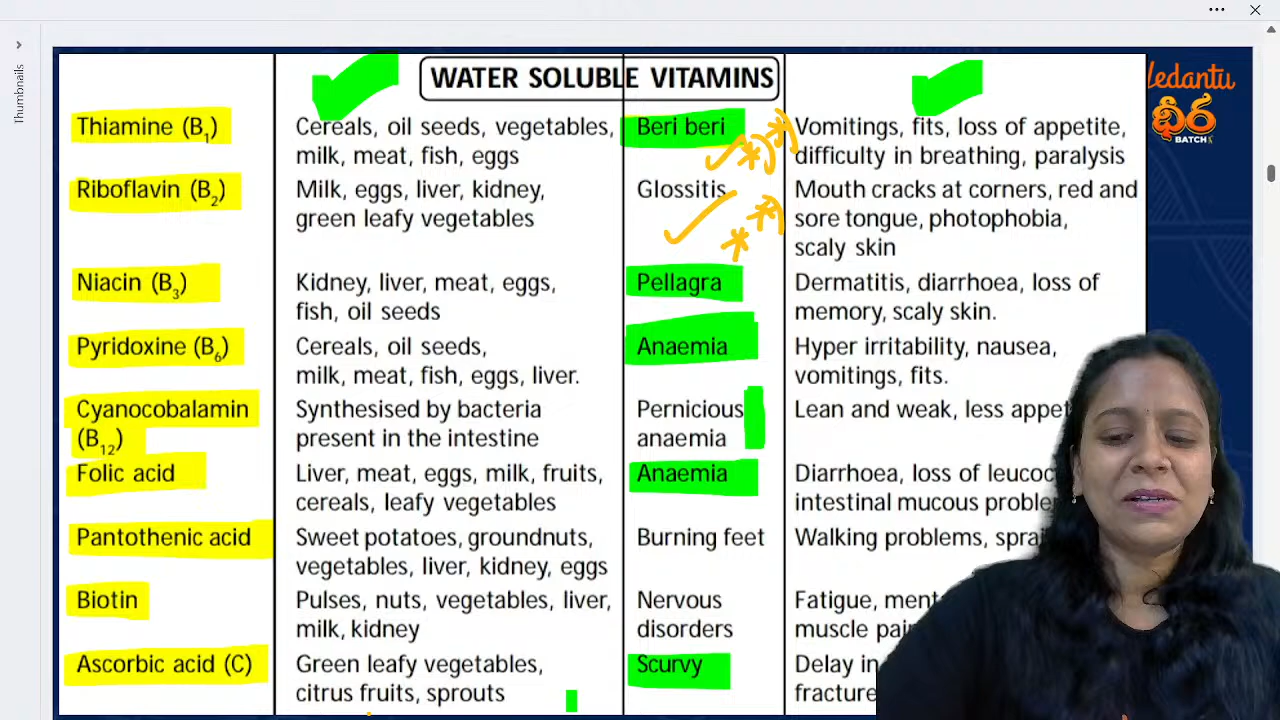 Thumbnails
WATER SOLUBLE VITAMINS
Vedantu
ధీర
BATCH
Thiamine (B1)
Cereals, oil seeds, vegetables,
milk, meat, fish, eggs
Beri beri
Vomitings, fits, loss of appetite,
difficulty in breathing, paralysis
Riboflavin (B2)
Milk, eggs, liver, kidney,
green leafy vegetables
Glossitis
Mouth cracks at corners, red and
sore tongue, photophobia,
scaly skin
Niacin (B3)
Kidney, liver, meat, eggs,
fish, oil seeds
Pellagra
Dermatitis, diarrhoea, loss of
memory, scaly skin.
Pyridoxine (B6)
Cereals, oil seeds,
milk, meat, fish, eggs, liver.
Anaemia
Hyper irritability, nausea,
vomitings, fits.
Cyanocobalamin
(B12)
Synthesised by bacteria
present in the intestine
Pernicious
anaemia
Lean and weak, less
Folic acid
Liver, meat, eggs, milk, fruits,
cereals, leafy vegetables
Anaemia
Diarrhoea, loss of
intestinal mucous
Pantothenic acid
Sweet potatoes, groundnuts,
vegetables, liver, kidney, eggs
Burning feet
Walking problems,
Biotin
Pulses, nuts, vegetables, liver,
milk, kidney
Nervous
disorders
Fatigue,
muscle
Ascorbic acid (C)
Green leafy vegetables,
citrus fruits, sprouts
Scurvy
Delay in